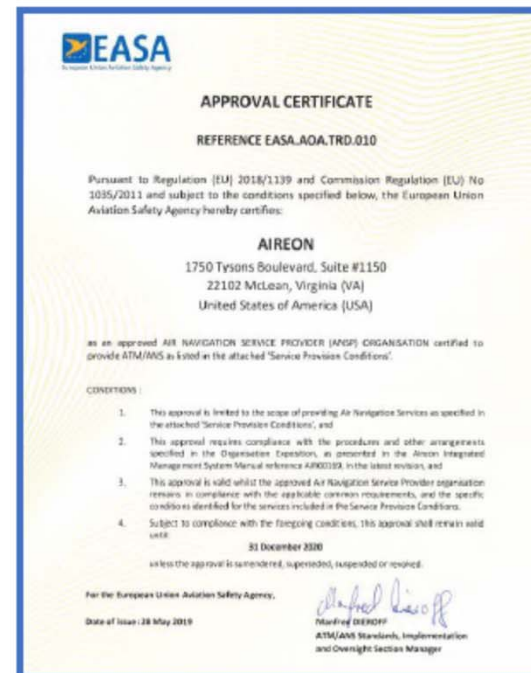 EASA
European Union Aviation Safety Agency
APPROVAL CERTIFICATE
REFERENCE EASA.AOA.TRD.010
Pursuant to Regulation (EU) 2018/1139 and Commission Regulation (EU) No
1035/2011 and subject to the conditions specified below, the European Union
Aviation Safety Agency hereby certifies:
AIREON
1750 Tysons Boulevard, Suite #1150
22102 McLean, Virginia (VA)
United States of America (USA)
as an approved AIR NAVIGATION SERVICE PROVIDER (ANSP) ORGANISATION certified to
provide ATM/ANS as listed in the attached 'Service Provision Conditions'.
CONDITIONS :
1. This approval is limited to the scope of providing Air Navigation Services as specified in
the attached 'Service Provision Conditions', and
2. This approval requires compliance with the procedures and other arrangements
specified in the Organisation Exposition, as presented in the Aireon Integrated
Management System Manual reference in the latest revision, and
3. This approval is valid whilst the approved Air Navigation Service Provider organisation
remains in compliance with the applicable common requirements, and the specific
conditions identified for the services included in the Service Provision Conditions.
4. Subject to compliance with the foregoing conditions, this approval shall remain valid
until:
31 December 2020
unless the approval is surrendered, superseded, suspended or revoked.
For the European Union Aviation Safety Agency,
Date of issue : 28 May 2019
Manfred DIEROFF
ATM/ANS Standards, Implementation
and Oversight Section Manager